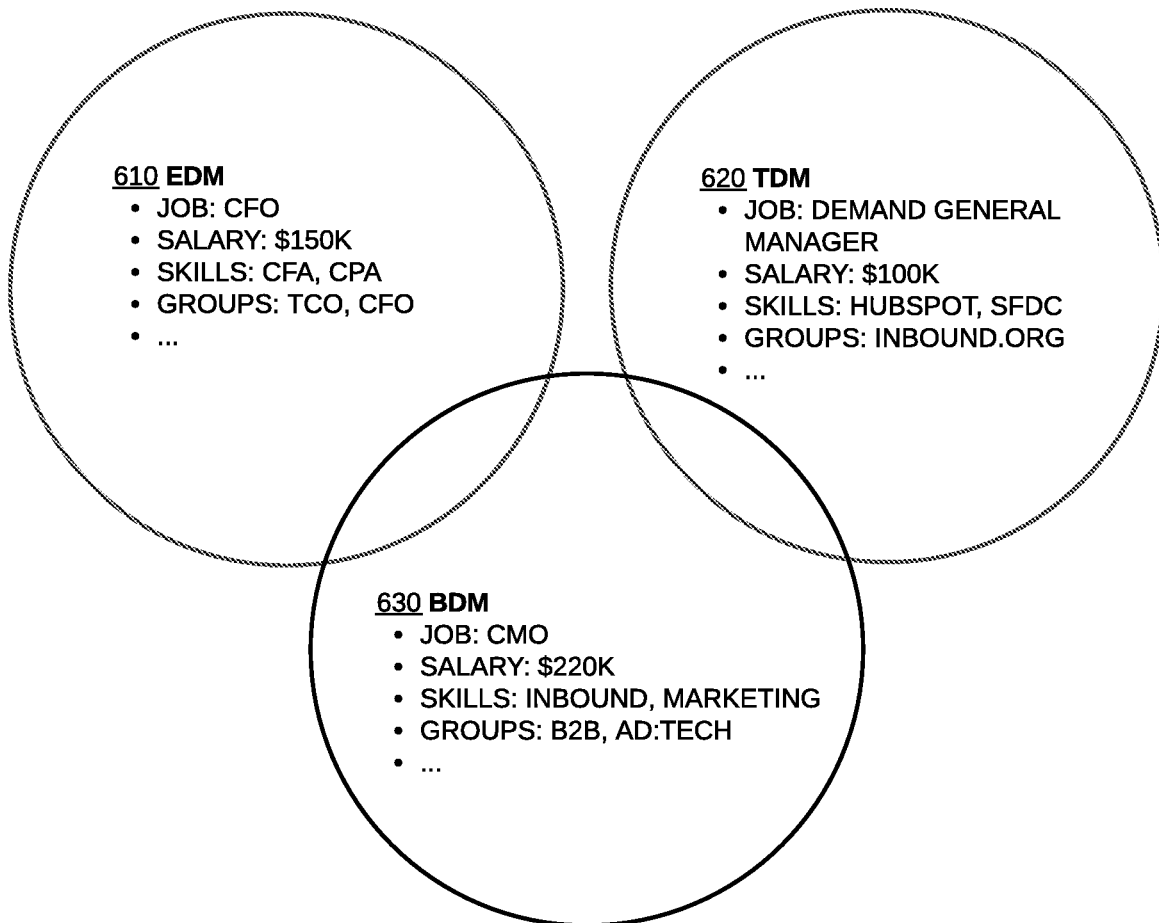 610 EDM
• JOB: CFO
• SALARY: $150K
• SKILLS: CFA, CPA
• GROUPS: TCO, CFO
• ...
620 TDM
• JOB: DEMAND GENERAL
MANAGER
• SALARY: $100K
• SKILLS: HUBSPOT, SFDC
• GROUPS: INBOUND.ORG
• ...
630 BDM
• JOB: CMO
• SALARY: $220K
• SKILLS: INBOUND, MARKETING
• GROUPS: B2B, AD:TECH
• ...